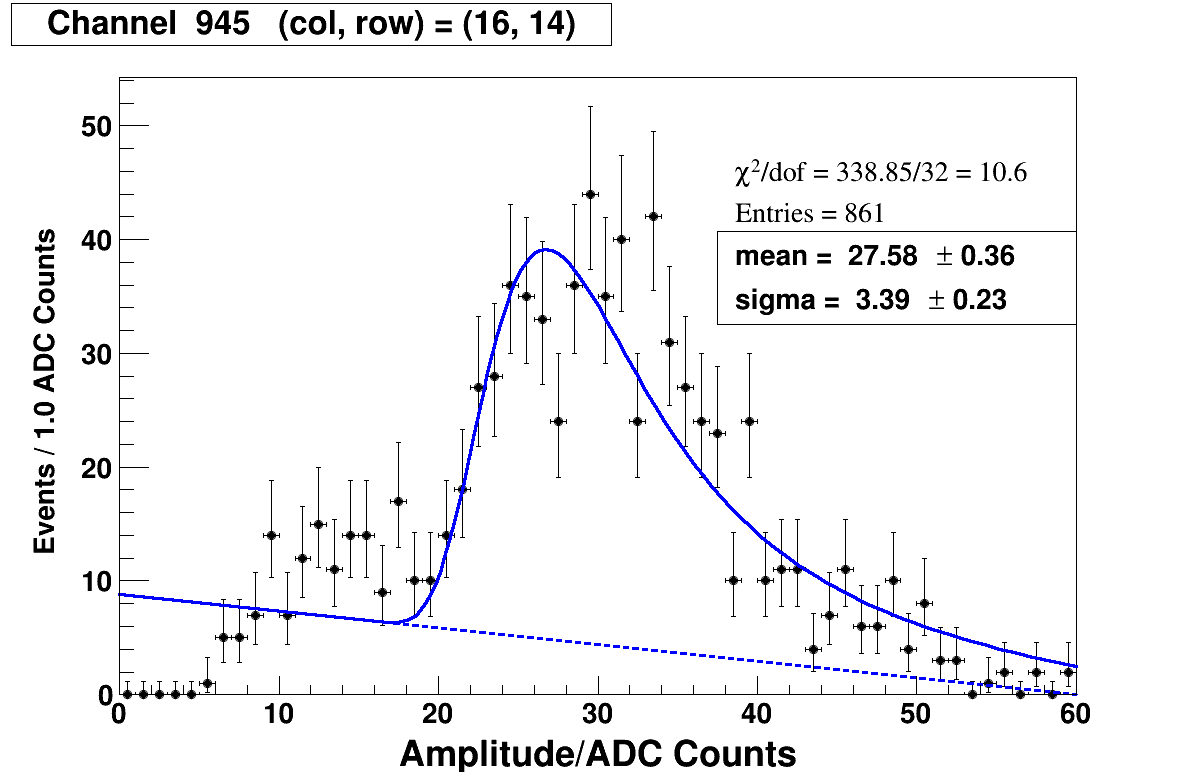 Channel 945 (col, row) = (16, 14)
χ²/dof = 338.85/32 = 10.6
Entries = 861
mean = 27.58 ± 0.36
sigma = 3.39 ± 0.23
Events / 1.0 ADC Counts
50
40
30
20
10
0
0 10 20 30 40 50 60
Amplitude/ADC Counts